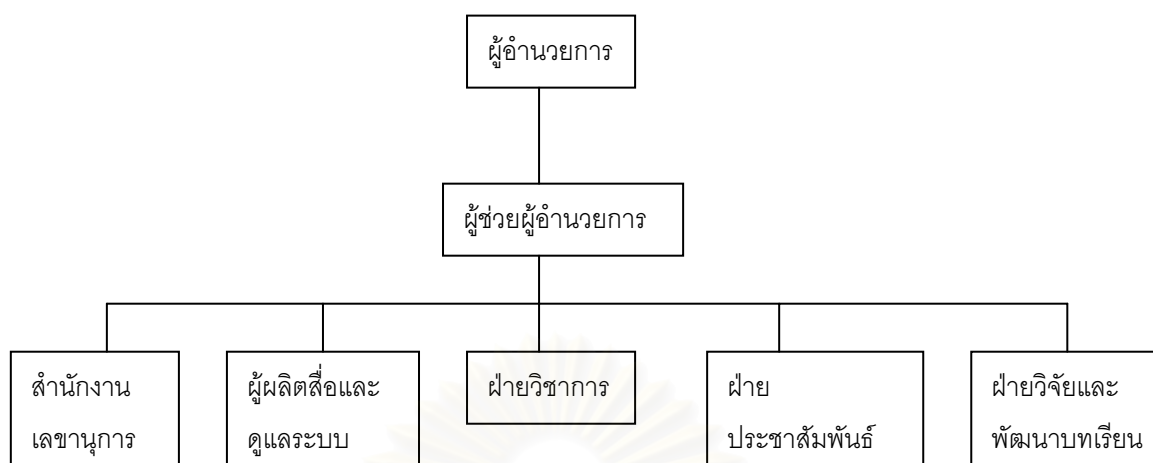 ผู้อำนวยการ
ผู้ช่วยผู้อำนวยการ
สำนักงาน
เลขานุการ
ผู้ผลิตสื่อและ
ดูแลระบบ
ฝ่ายวิชาการ
ฝ่าย
ประชาสัมพันธ์
ฝ่ายวิจัยและ
พัฒนาบทเรียน